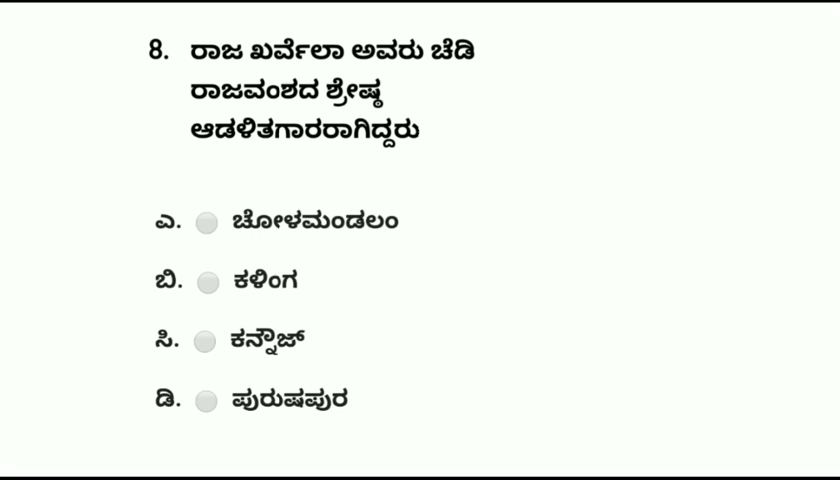 8. ರಾಜ ಖರ್ವೆಲಾ ಅವರು ಚೆಡಿ
ರಾಜವಂಶದ ಶ್ರೇಷ್ಠ
ಆಡಳಿತಗಾರರಾಗಿದ್ದರು
ಎ. ಚೋಳಮಂಡಲಂ
ಬಿ. ಕಳಿಂಗ
ಸಿ. ಕನ್ನೌಜ್
ಡಿ. ಪುರುಷಪುರ